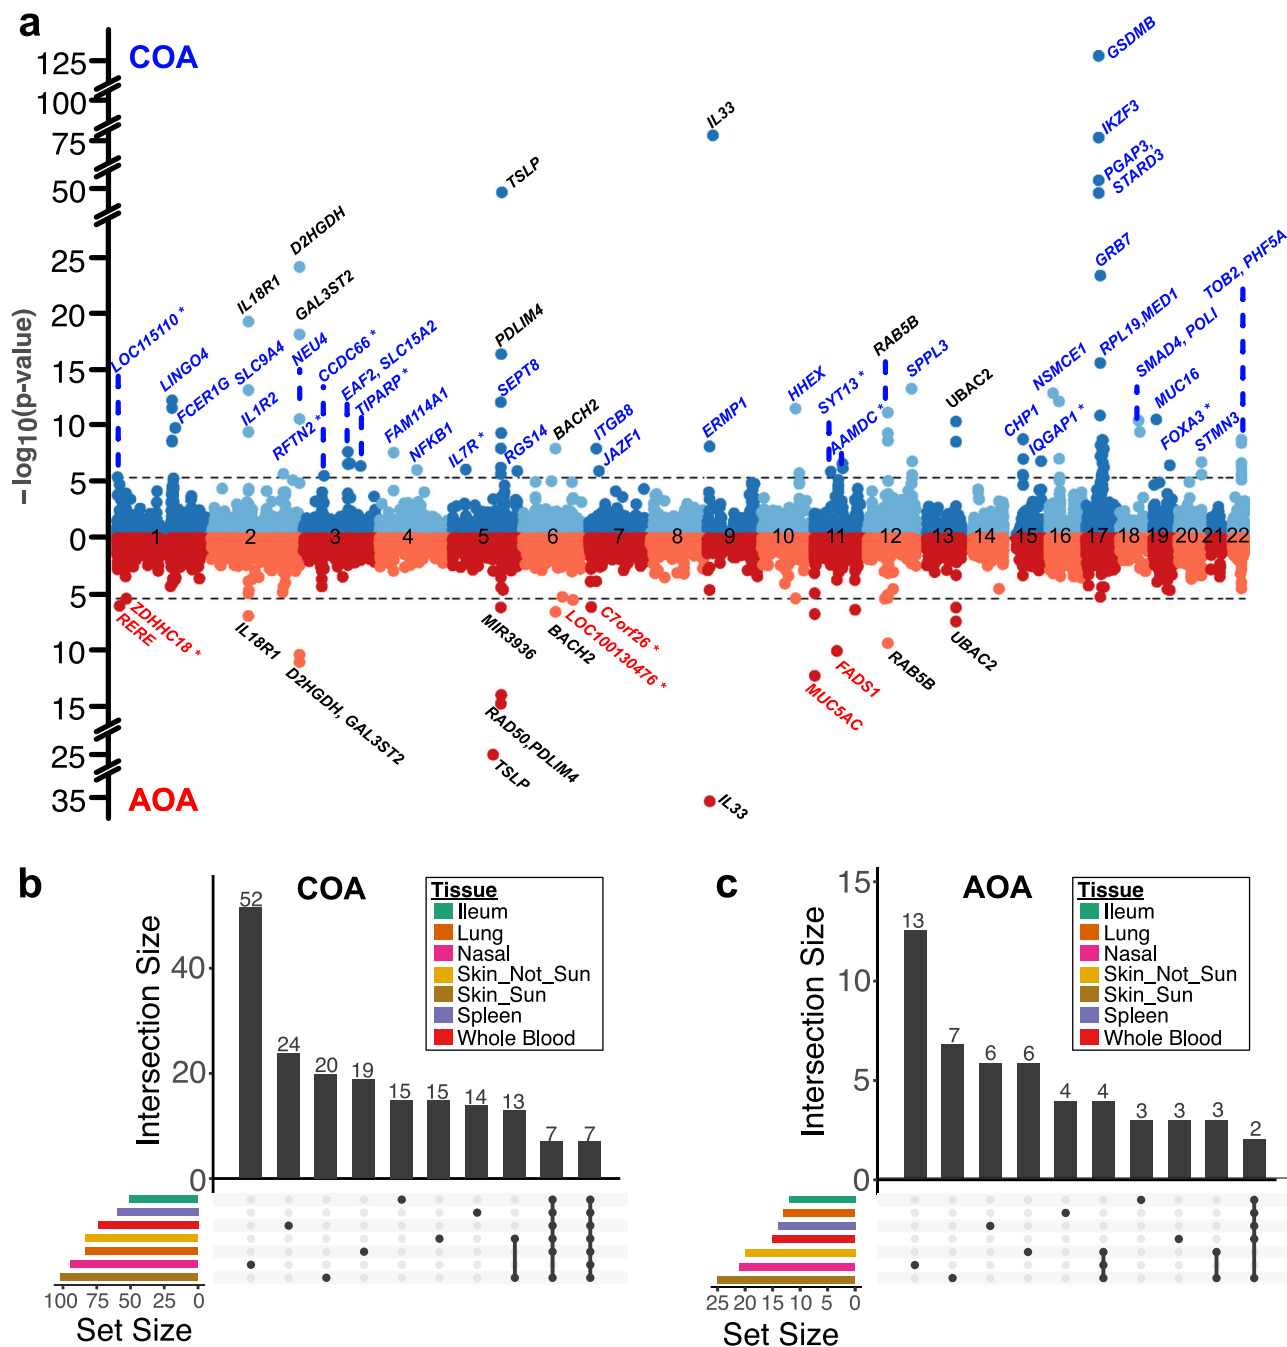 a
COA
125
100
75
50
25
20
15
10
5
0
5
10
15
25
35
−log10(p-value)
AOA
LOC115110 *
LINGO4
FCER1G
SLC9A4
IL1R2
IL18R1
D2HGDH
GAL3ST2
NEU4
RFTN2 *
CCDC66 *
EAF2, SLC15A2
TIPARP *
FAM114A1
NFKB1
IL7R *
TSLP
PDLIM4
SEPT8
RGS14
BACH2
ITGB8
JAZF1
IL33
ERMP1
HHEX
SYT13 *
AAMDC *
RAB5B
SPPL3
UBAC2
CHP1
IQGAP1 *
NSMCE1
GSDMB
IKZF3
PGAP3,
STARD3
GRB7
RPL19,MED1
SMAD4, POLI
MUC16
FOXA3 *
STMN3
TOB2, PHF5A
1 2 3 4 5 6 7 8 9 10 11 12 13 14 15 16 17 18 19 20 21 22
ZDHHC18 *
RERE
IL18R1
D2HGDH, GAL3ST2
MIR3936
RAD50,PDLIM4
TSLP
BACH2
LOC100130476 *
C7orf26 *
IL33
MUC5AC
FADS1
RAB5B
UBAC2
b
COA
Intersection Size
40
20
0
52 24 20 19 15 15 14 13 7 7
Tissue
Ileum
Lung
Nasal
Skin_Not_Sun
Skin_Sun
Spleen
Whole Blood
100 75 50 25 0
Set Size
c
AOA
Intersection Size
15
10
5
0
13 7 6 6 4 4 3 3 3 2
Tissue
Ileum
Lung
Nasal
Skin_Not_Sun
Skin_Sun
Spleen
Whole Blood
25 20 15 10 5 0
Set Size